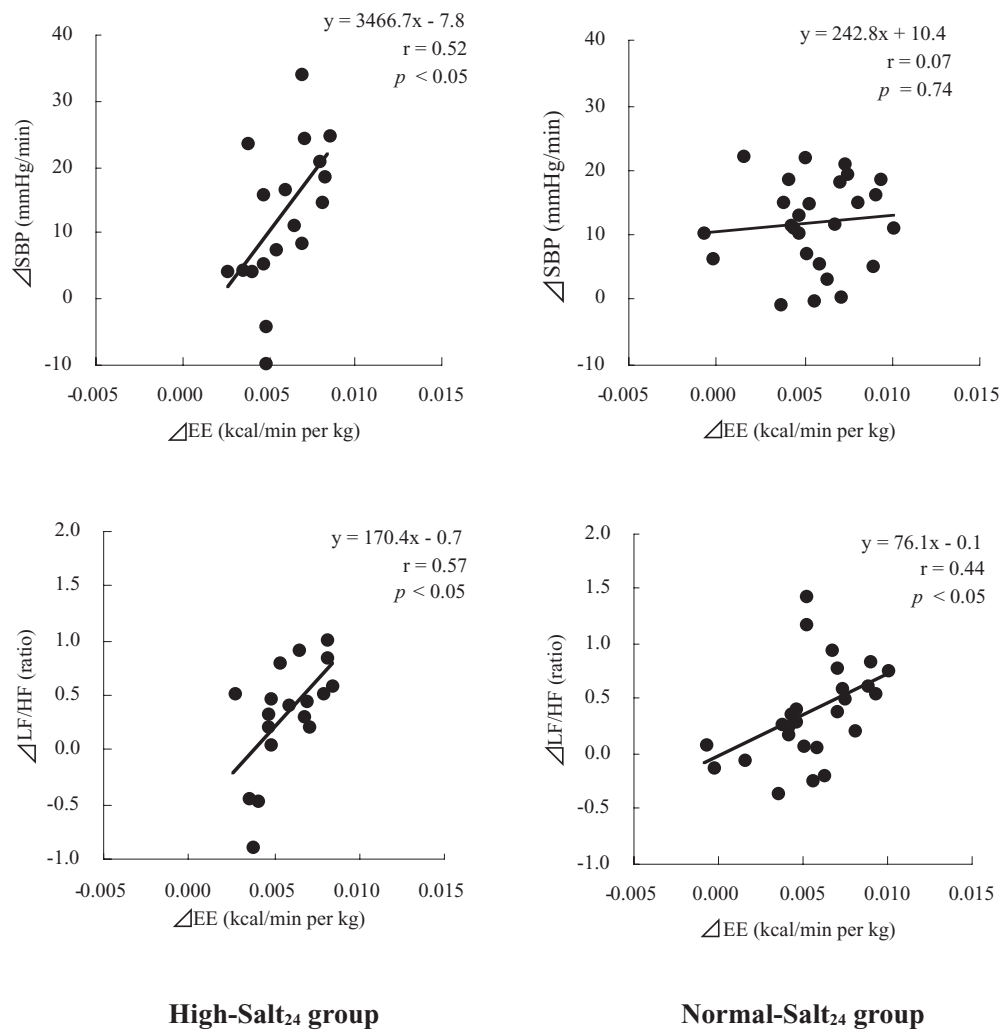 y = 3466.7x - 7.8
r = 0.52
p < 0.05
40
30
20
10
0
-10
⊿SBP (mmHg/min)
-0.005 0.000 0.005 0.010 0.015
⊿EE (kcal/min per kg)
y = 242.8x + 10.4
r = 0.07
p = 0.74
40
30
20
10
0
-10
⊿SBP (mmHg/min)
-0.005 0.000 0.005 0.010 0.015
⊿EE (kcal/min per kg)
y = 170.4x - 0.7
r = 0.57
p < 0.05
2.0
1.5
1.0
0.5
0.0
-0.5
-1.0
⊿LF/HF (ratio)
-0.005 0.000 0.005 0.010 0.015
⊿EE (kcal/min per kg)
y = 76.1x - 0.1
r = 0.44
p < 0.05
2.0
1.5
1.0
0.5
0.0
-0.5
-1.0
⊿LF/HF (ratio)
-0.005 0.000 0.005 0.010 0.015
⊿EE (kcal/min per kg)
High-Salt₂₄ group
Normal-Salt₂₄ group